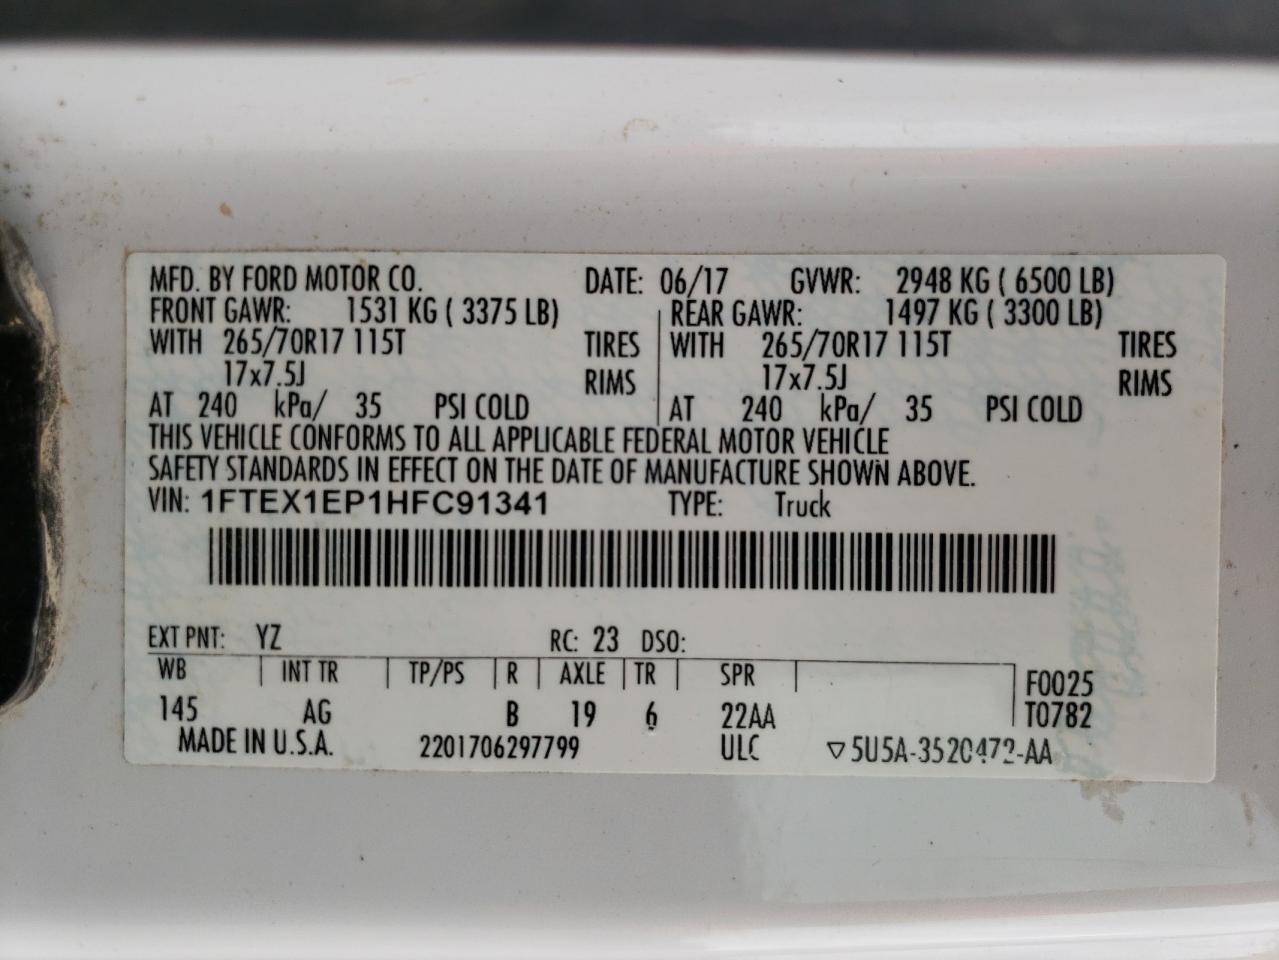 MFD. BY FORD MOTOR CO. DATE: 06/17 GVWR: 2948 KG ( 6500 LB)
FRONT GAWR: 1531 KG ( 3375 LB) REAR GAWR: 1497 KG ( 3300 LB)
WITH 265/70R17 115T TIRES WITH 265/70R17 115T TIRES
17x7.5J RIMS 17x7.5J RIMS
AT 240 kPa/ 35 PSI COLD AT 240 kPa/ 35 PSI COLD
THIS VEHICLE CONFORMS TO ALL APPLICABLE FEDERAL MOTOR VEHICLE
SAFETY STANDARDS IN EFFECT ON THE DATE OF MANUFACTURE SHOWN ABOVE.
VIN: 1FTEX1EP1HFC91341 TYPE: Truck
EXT PNT: YZ RC: 23 DSO:
WB INT TR TP/PS R AXLE TR SPR F0025
145 AG B 19 6 22AA T0782
MADE IN U.S.A. 2201706297799 ULC ▽5U5A-3520472-AA